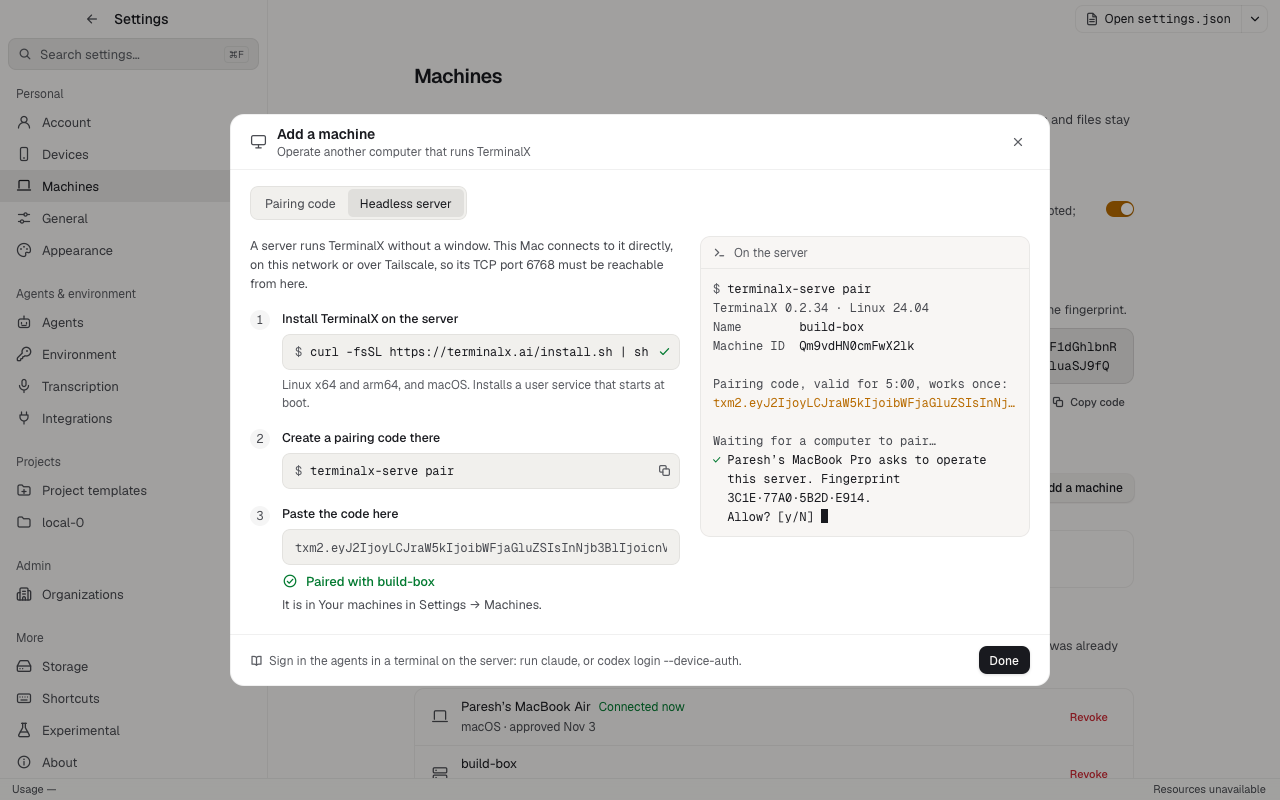 Settings
Open settings.json
Search settings…
⌘F
Personal
Account
Devices
Machines
General
Appearance
Agents & environment
Agents
Environment
Transcription
Integrations
Projects
Project templates
local-0
Admin
Organizations
More
Storage
Shortcuts
Experimental
About
Machines
and files stay
oted;
he fingerprint.
F1dGhlbnR
luaSJ9fQ
Copy code
dd a machine
was already
Paresh's MacBook Air Connected now
macOS · approved Nov 3
Revoke
build-box
Revoke
Add a machine
Operate another computer that runs TerminalX
Pairing code
Headless server
A server runs TerminalX without a window. This Mac connects to it directly,
on this network or over Tailscale, so its TCP port 6768 must be reachable
from here.
1 Install TerminalX on the server
$ curl -fsSL https://terminalx.ai/install.sh | sh
Linux x64 and arm64, and macOS. Installs a user service that starts at
boot.
2 Create a pairing code there
$ terminalx-serve pair
3 Paste the code here
txm2.eyJ2IjoyLCJraW5kIjoibWFjaGluZSIsInNjb3BlIjoicnV
Paired with build-box
It is in Your machines in Settings → Machines.
On the server
$ terminalx-serve pair
TerminalX 0.2.34 · Linux 24.04
Name build-box
Machine ID Qm9vdHN0cmFwX2lk
Pairing code, valid for 5:00, works once:
txm2.eyJ2IjoyLCJraW5kIjoibWFjaGluZSIsInNj…
Waiting for a computer to pair…
✓ Paresh's MacBook Pro asks to operate
this server. Fingerprint
3C1E·77A0·5B2D·E914.
Allow? [y/N]
Sign in the agents in a terminal on the server: run claude, or codex login --device-auth.
Done
Usage —
Resources unavailable